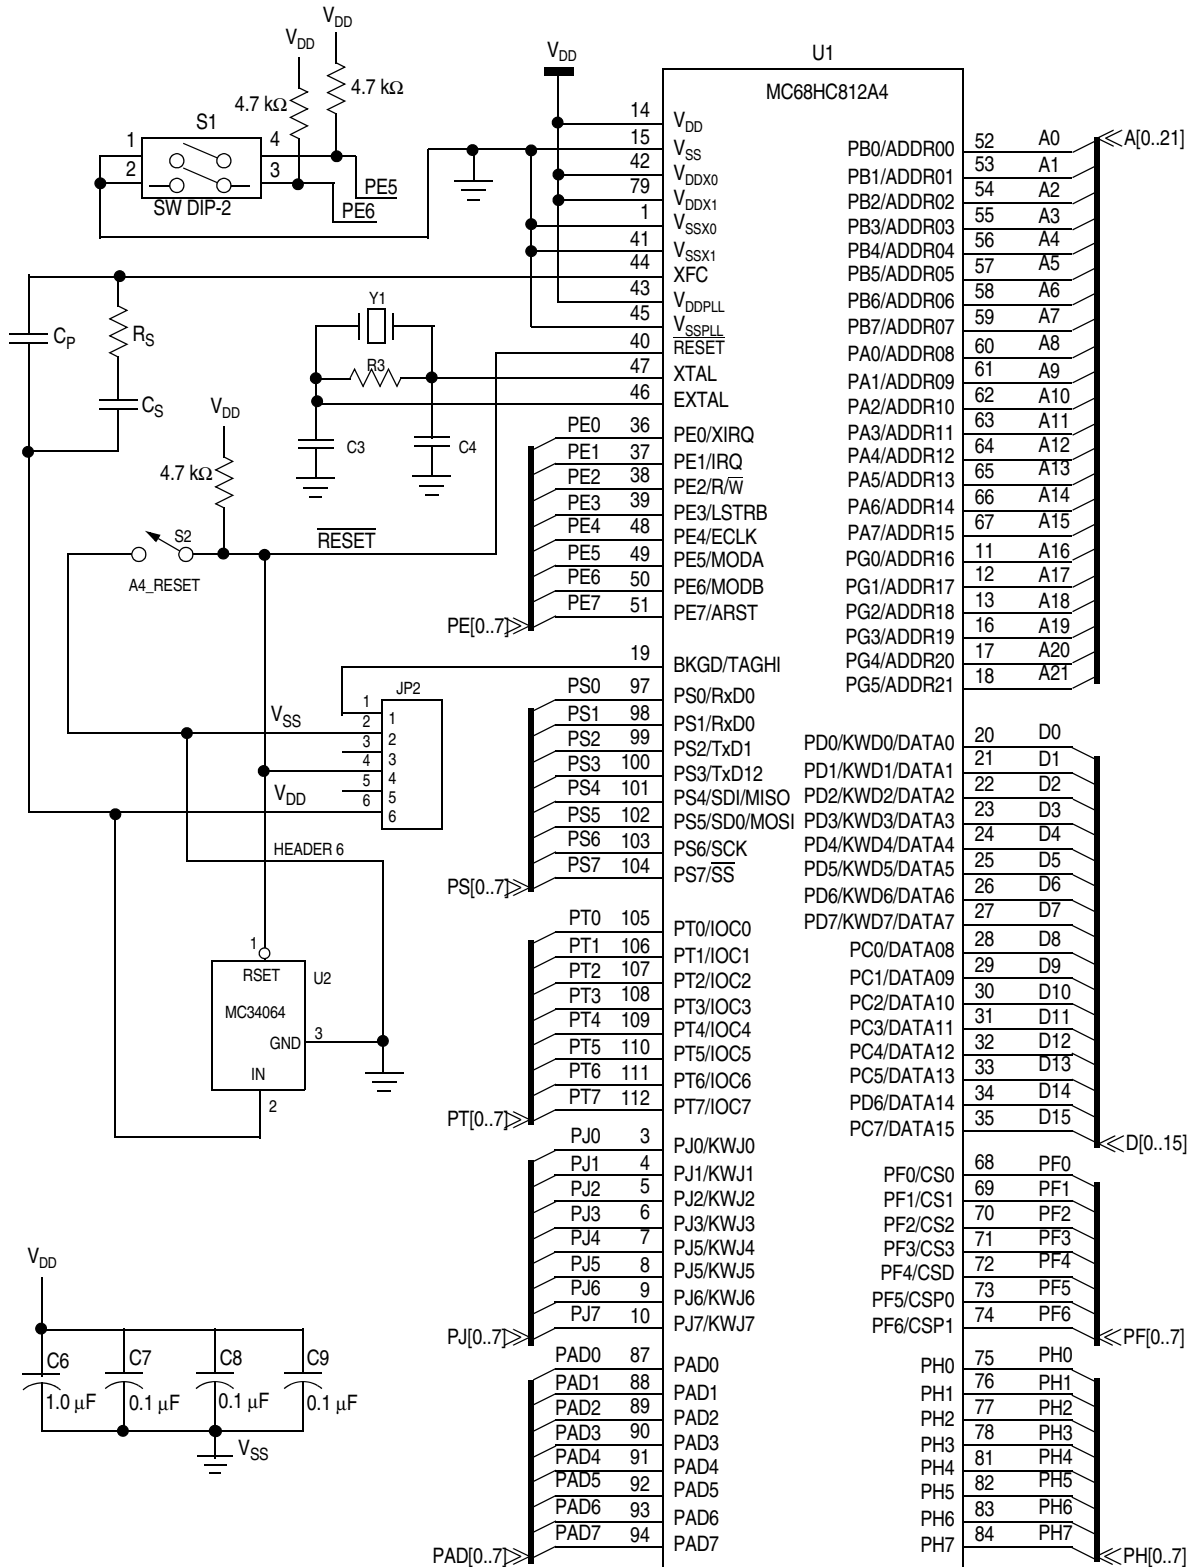 VDD
VDD
4.7 kΩ
4.7 kΩ
S1
1
2
4
3
SW DIP-2
PE5
PE6
VDD
U1
MC68HC812A4
14 VDD
15 VSS
42 VDDX0
79 VDDX1
1 VSSX0
41 VSSX1
44 XFC
43 VDDPLL
45 VSSPLL
40 RESET
47 XTAL
46 EXTAL
Y1
R3
C3
C4
CP
RS
CS
VDD
4.7 kΩ
S2
A4_RESET
RESET
PE0 36 PE0/XIRQ
PE1 37 PE1/IRQ
PE2 38 PE2/R/W
PE3 39 PE3/LSTRB
PE4 48 PE4/ECLK
PE5 49 PE5/MODA
PE6 50 PE6/MODB
PE7 51 PE7/ARST
PE[0..7]
19 BKGD/TAGHI
JP2
1 1
2 2
3 3
4 4
5 5
6 6
VSS
VDD
HEADER 6
PS0 97 PS0/RxD0
PS1 98 PS1/RxD0
PS2 99 PS2/TxD1
PS3 100 PS3/TxD12
PS4 101 PS4/SDI/MISO
PS5 102 PS5/SD0/MOSI
PS6 103 PS6/SCK
PS7 104 PS7/SS
PS[0..7]
1
RSET
U2
MC34064
GND 3
IN
2
PT0 105 PT0/IOC0
PT1 106 PT1/IOC1
PT2 107 PT2/IOC2
PT3 108 PT3/IOC3
PT4 109 PT4/IOC4
PT5 110 PT5/IOC5
PT6 111 PT6/IOC6
PT7 112 PT7/IOC7
PT[0..7]
PJ0 3 PJ0/KWJ0
PJ1 4 PJ1/KWJ1
PJ2 5 PJ2/KWJ2
PJ3 6 PJ3/KWJ3
PJ4 7 PJ5/KWJ4
PJ5 8 PJ5/KWJ5
PJ6 9 PJ6/KWJ6
PJ7 10 PJ7/KWJ7
PJ[0..7]
VDD
C6
1.0 µF
C7
0.1 µF
C8
0.1 µF
C9
0.1 µF
VSS
PAD0 87 PAD0
PAD1 88 PAD1
PAD2 89 PAD2
PAD3 90 PAD3
PAD4 91 PAD4
PAD5 92 PAD5
PAD6 93 PAD6
PAD7 94 PAD7
PAD[0..7]
PB0/ADDR00 52 A0
A[0..21]
PB1/ADDR01 53 A1
PB2/ADDR02 54 A2
PB3/ADDR03 55 A3
PB4/ADDR04 56 A4
PB5/ADDR05 57 A5
PB6/ADDR06 58 A6
PB7/ADDR07 59 A7
PA0/ADDR08 60 A8
PA1/ADDR09 61 A9
PA2/ADDR10 62 A10
PA3/ADDR11 63 A11
PA4/ADDR12 64 A12
PA5/ADDR13 65 A13
PA6/ADDR14 66 A14
PA7/ADDR15 67 A15
PG0/ADDR16 11 A16
PG1/ADDR17 12 A17
PG2/ADDR18 13 A18
PG3/ADDR19 16 A19
PG4/ADDR20 17 A20
PG5/ADDR21 18 A21
PD0/KWD0/DATA0 20 D0
PD1/KWD1/DATA1 21 D1
PD2/KWD2/DATA2 22 D2
PD3/KWD3/DATA3 23 D3
PD4/KWD4/DATA4 24 D4
PD5/KWD5/DATA5 25 D5
PD6/KWD6/DATA6 26 D6
PD7/KWD7/DATA7 27 D7
PC0/DATA08 28 D8
PC1/DATA09 29 D9
PC2/DATA10 30 D10
PC3/DATA11 31 D11
PC4/DATA12 32 D12
PC5/DATA13 33 D13
PD6/DATA14 34 D14
PC7/DATA15 35 D15
D[0..15]
PF0/CS0 68 PF0
PF1/CS1 69 PF1
PF2/CS2 70 PF2
PF3/CS3 71 PF3
PF4/CSD 72 PF4
PF5/CSP0 73 PF5
PF6/CSP1 74 PF6
PF[0..7]
PH0 75 PH0
PH1 76 PH1
PH2 77 PH2
PH3 78 PH3
PH4 81 PH4
PH5 82 PH5
PH6 83 PH6
PH7 84 PH7
PH[0..7]